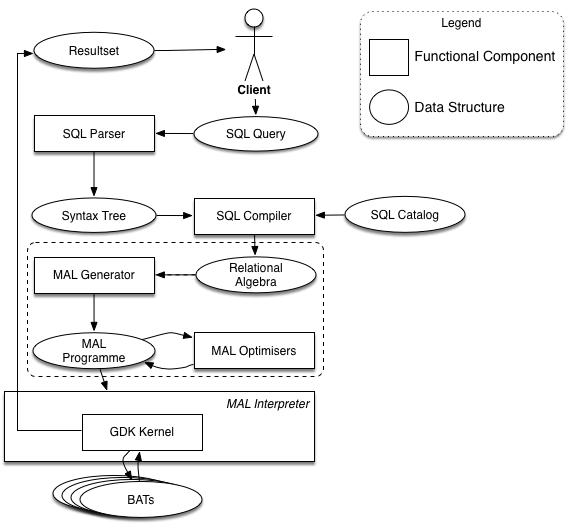 Legend
Functional Component
Data Structure
Resultset
Client
SQL Parser
SQL Query
Syntax Tree
SQL Compiler
SQL Catalog
MAL Generator
Relational
Algebra
MAL
Programme
MAL Optimisers
MAL Interpreter
GDK Kernel
BATs